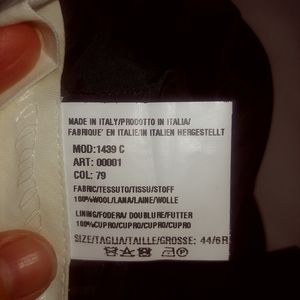 MADE IN ITALY/PRODOTTO IN ITALIA/
FABRIQUE' EN ITALIE/IN ITALIEN HERGESTELLT
MOD:1439 C
ART: 00001
COL: 79
FABRIC/TESSUTO/TISSU/STOFF
100%WOOL/LANA/LAINE/WOLLE
LINING/FODERA/ DOUBLURE/FUTTER
100%CUPRO/CUPRO/CUPRO/CUPRO
SIZE/TAGLIA/TAILLE/GROSSE: 44/6R